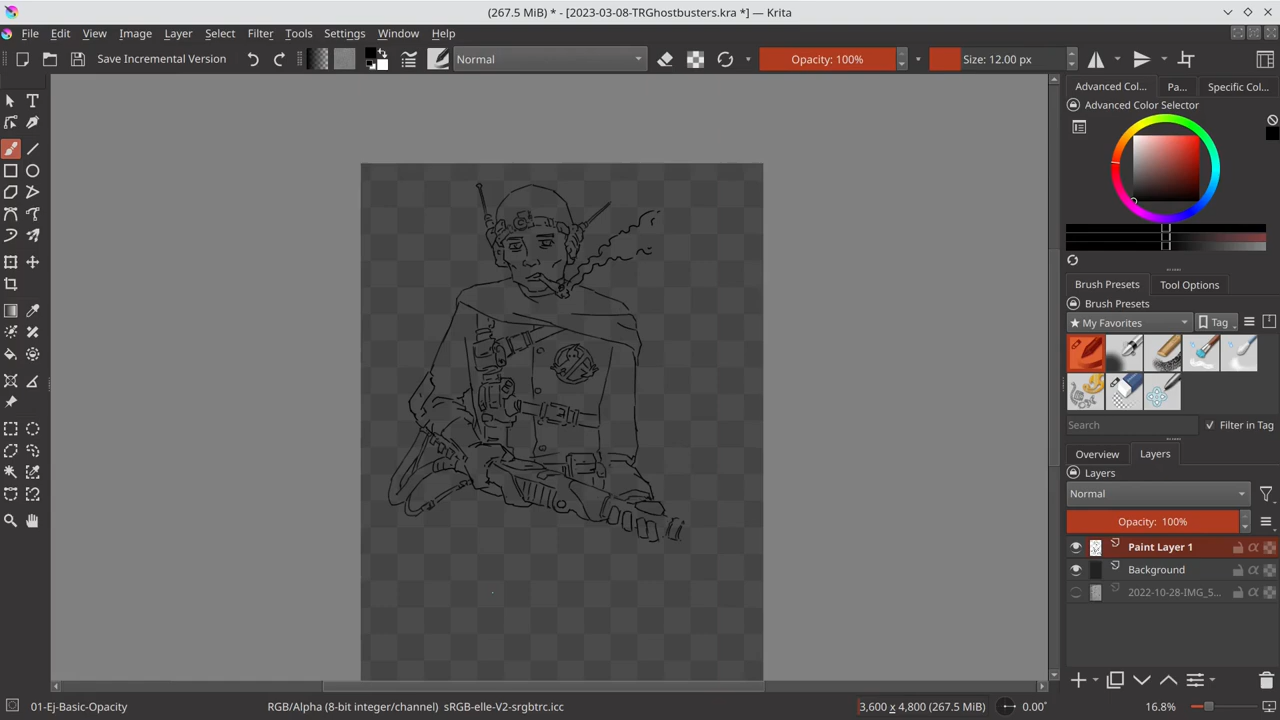 (267.5 MiB) * - [2023-03-08-TRGhostbusters.kra *] — Krita
File Edit View Image Layer Select Filter Tools Settings Window Help
Save Incremental Version Normal Opacity: 100% Size: 12.00 px
Advanced Col... Pa... Specific Col...
Advanced Color Selector
Brush Presets Tool Options
Brush Presets
★ My Favorites Tag
Search Filter in Tag
Overview Layers
Layers
Normal
Opacity: 100%
Paint Layer 1
Background
2022-10-28-IMG_5...
01-Ej-Basic-Opacity RGB/Alpha (8-bit integer/channel) sRGB-elle-V2-srgbtrc.icc 3,600 x 4,800 (267.5 MiB) 0.00° 16.8%